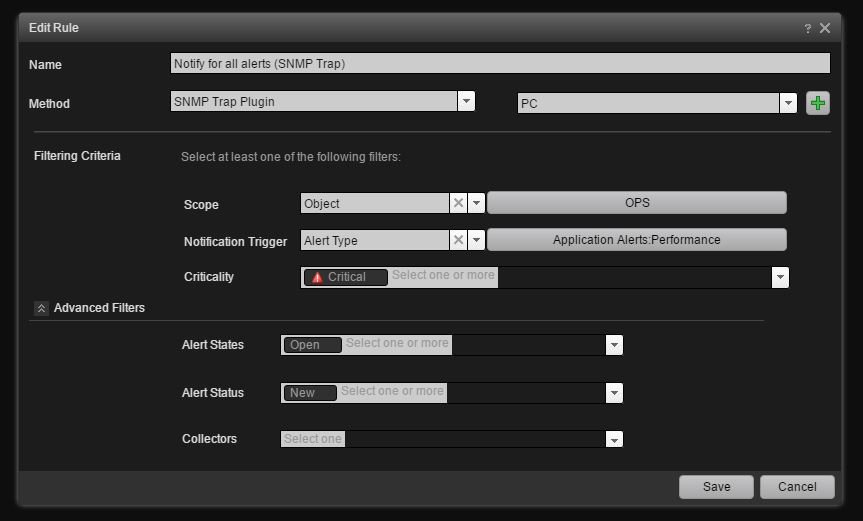 Edit Rule ?
Name Notify for all alerts (SNMP Trap)
Method SNMP Trap Plugin PC
Filtering Criteria Select at least one of the following filters:
Scope Object OPS
Notification Trigger Alert Type Application Alerts:Performance
Criticality Critical Select one or more
Advanced Filters
Alert States Open Select one or more
Alert Status New Select one or more
Collectors Select one
Save Cancel